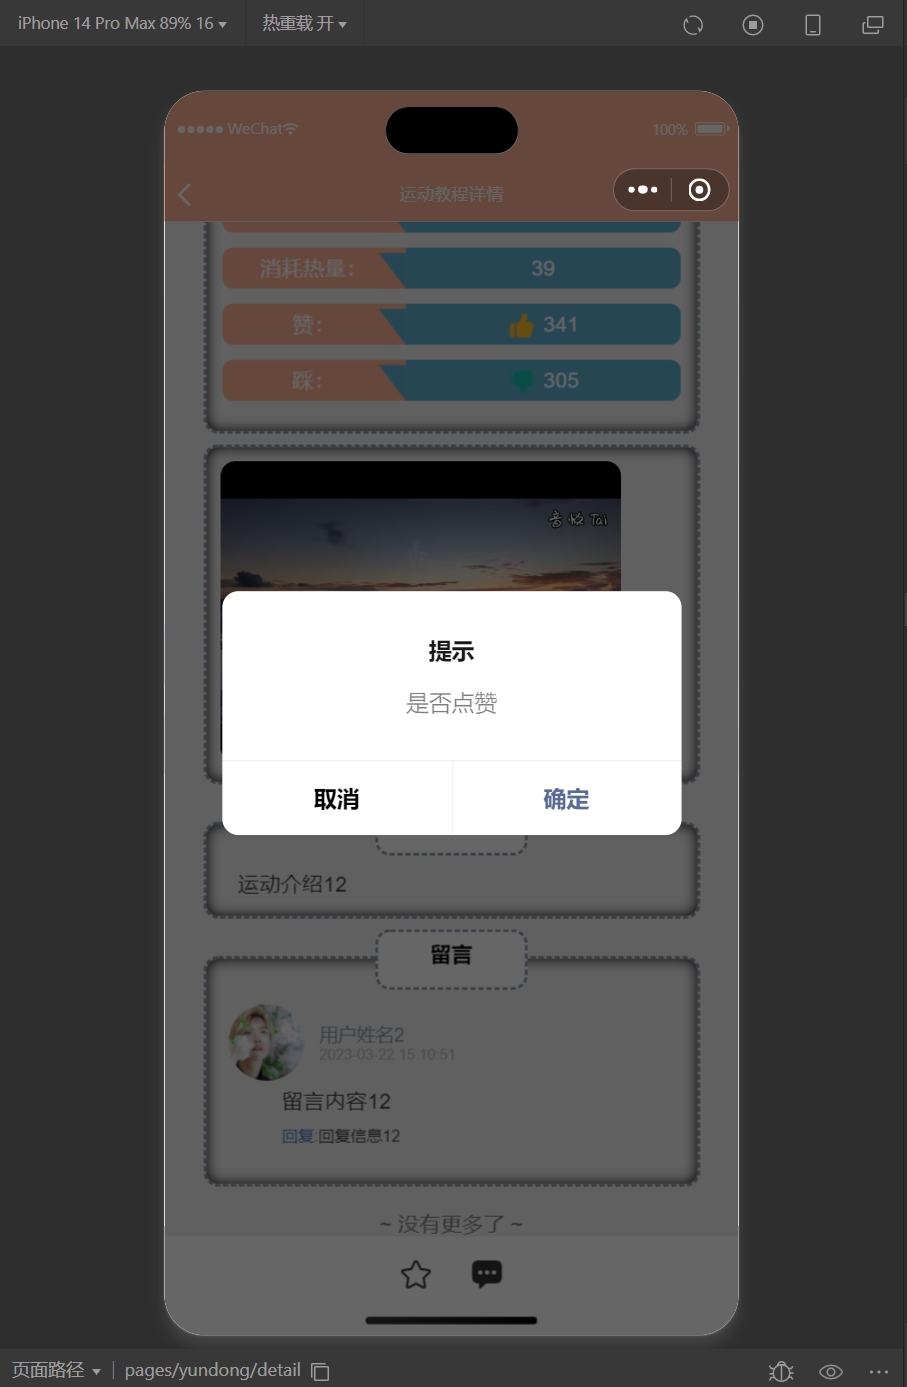 iPhone 14 Pro Max 89% 16
热重载 开
WeChat
100%
运动教程详情
消耗热量：
39
赞：
341
踩：
305
音悦Tai
提示
是否点赞
取消
确定
运动介绍12
留言
用户姓名2
2023-03-22 15:10:51
留言内容12
回复:回复信息12
~ 没有更多了 ~
页面路径
pages/yundong/detail